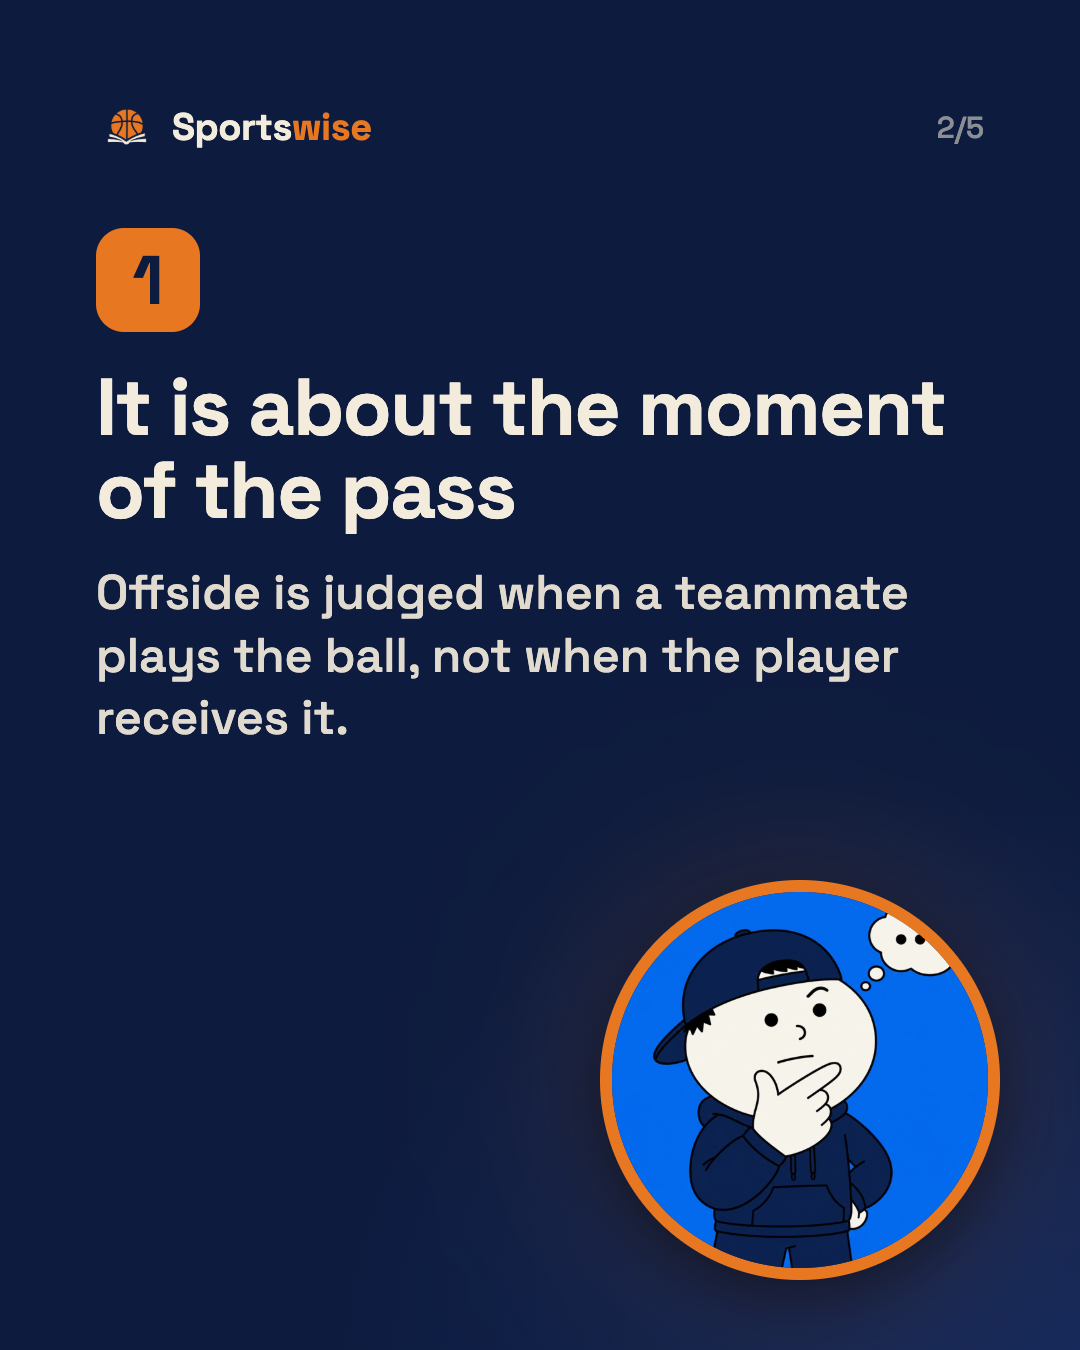 Sportswise
2/5
1
It is about the moment
of the pass
Offside is judged when a teammate
plays the ball, not when the player
receives it.